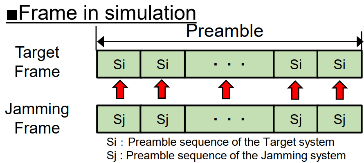 ■Frame in simulation
Preamble
Target Frame Si Si ・・・ Si Si
Jamming Frame Sj Sj ・・・ Sj Sj
Si : Preamble sequence of the Target system
Sj : Preamble sequence of the Jamming system